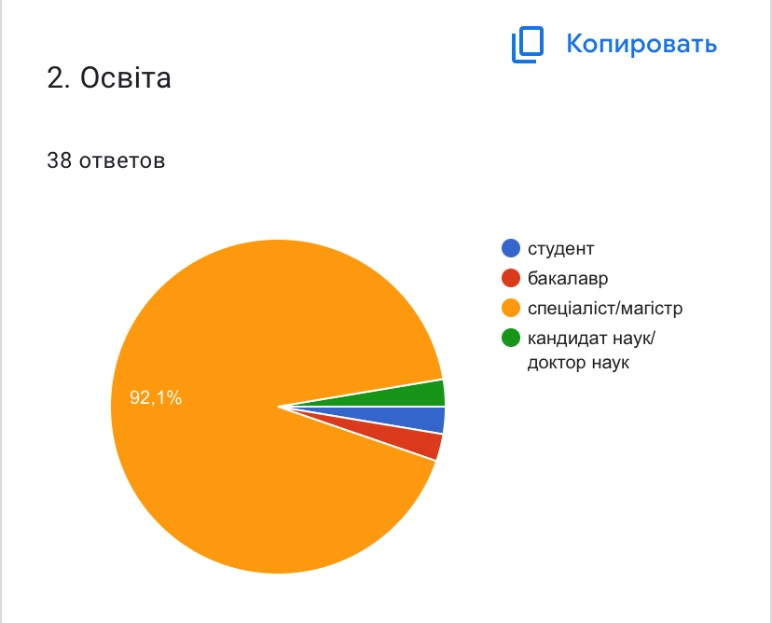 Копировать
2. Освіта
38 ответов
студент
бакалавр
спеціаліст/магістр
кандидат наук/
доктор наук
92,1%